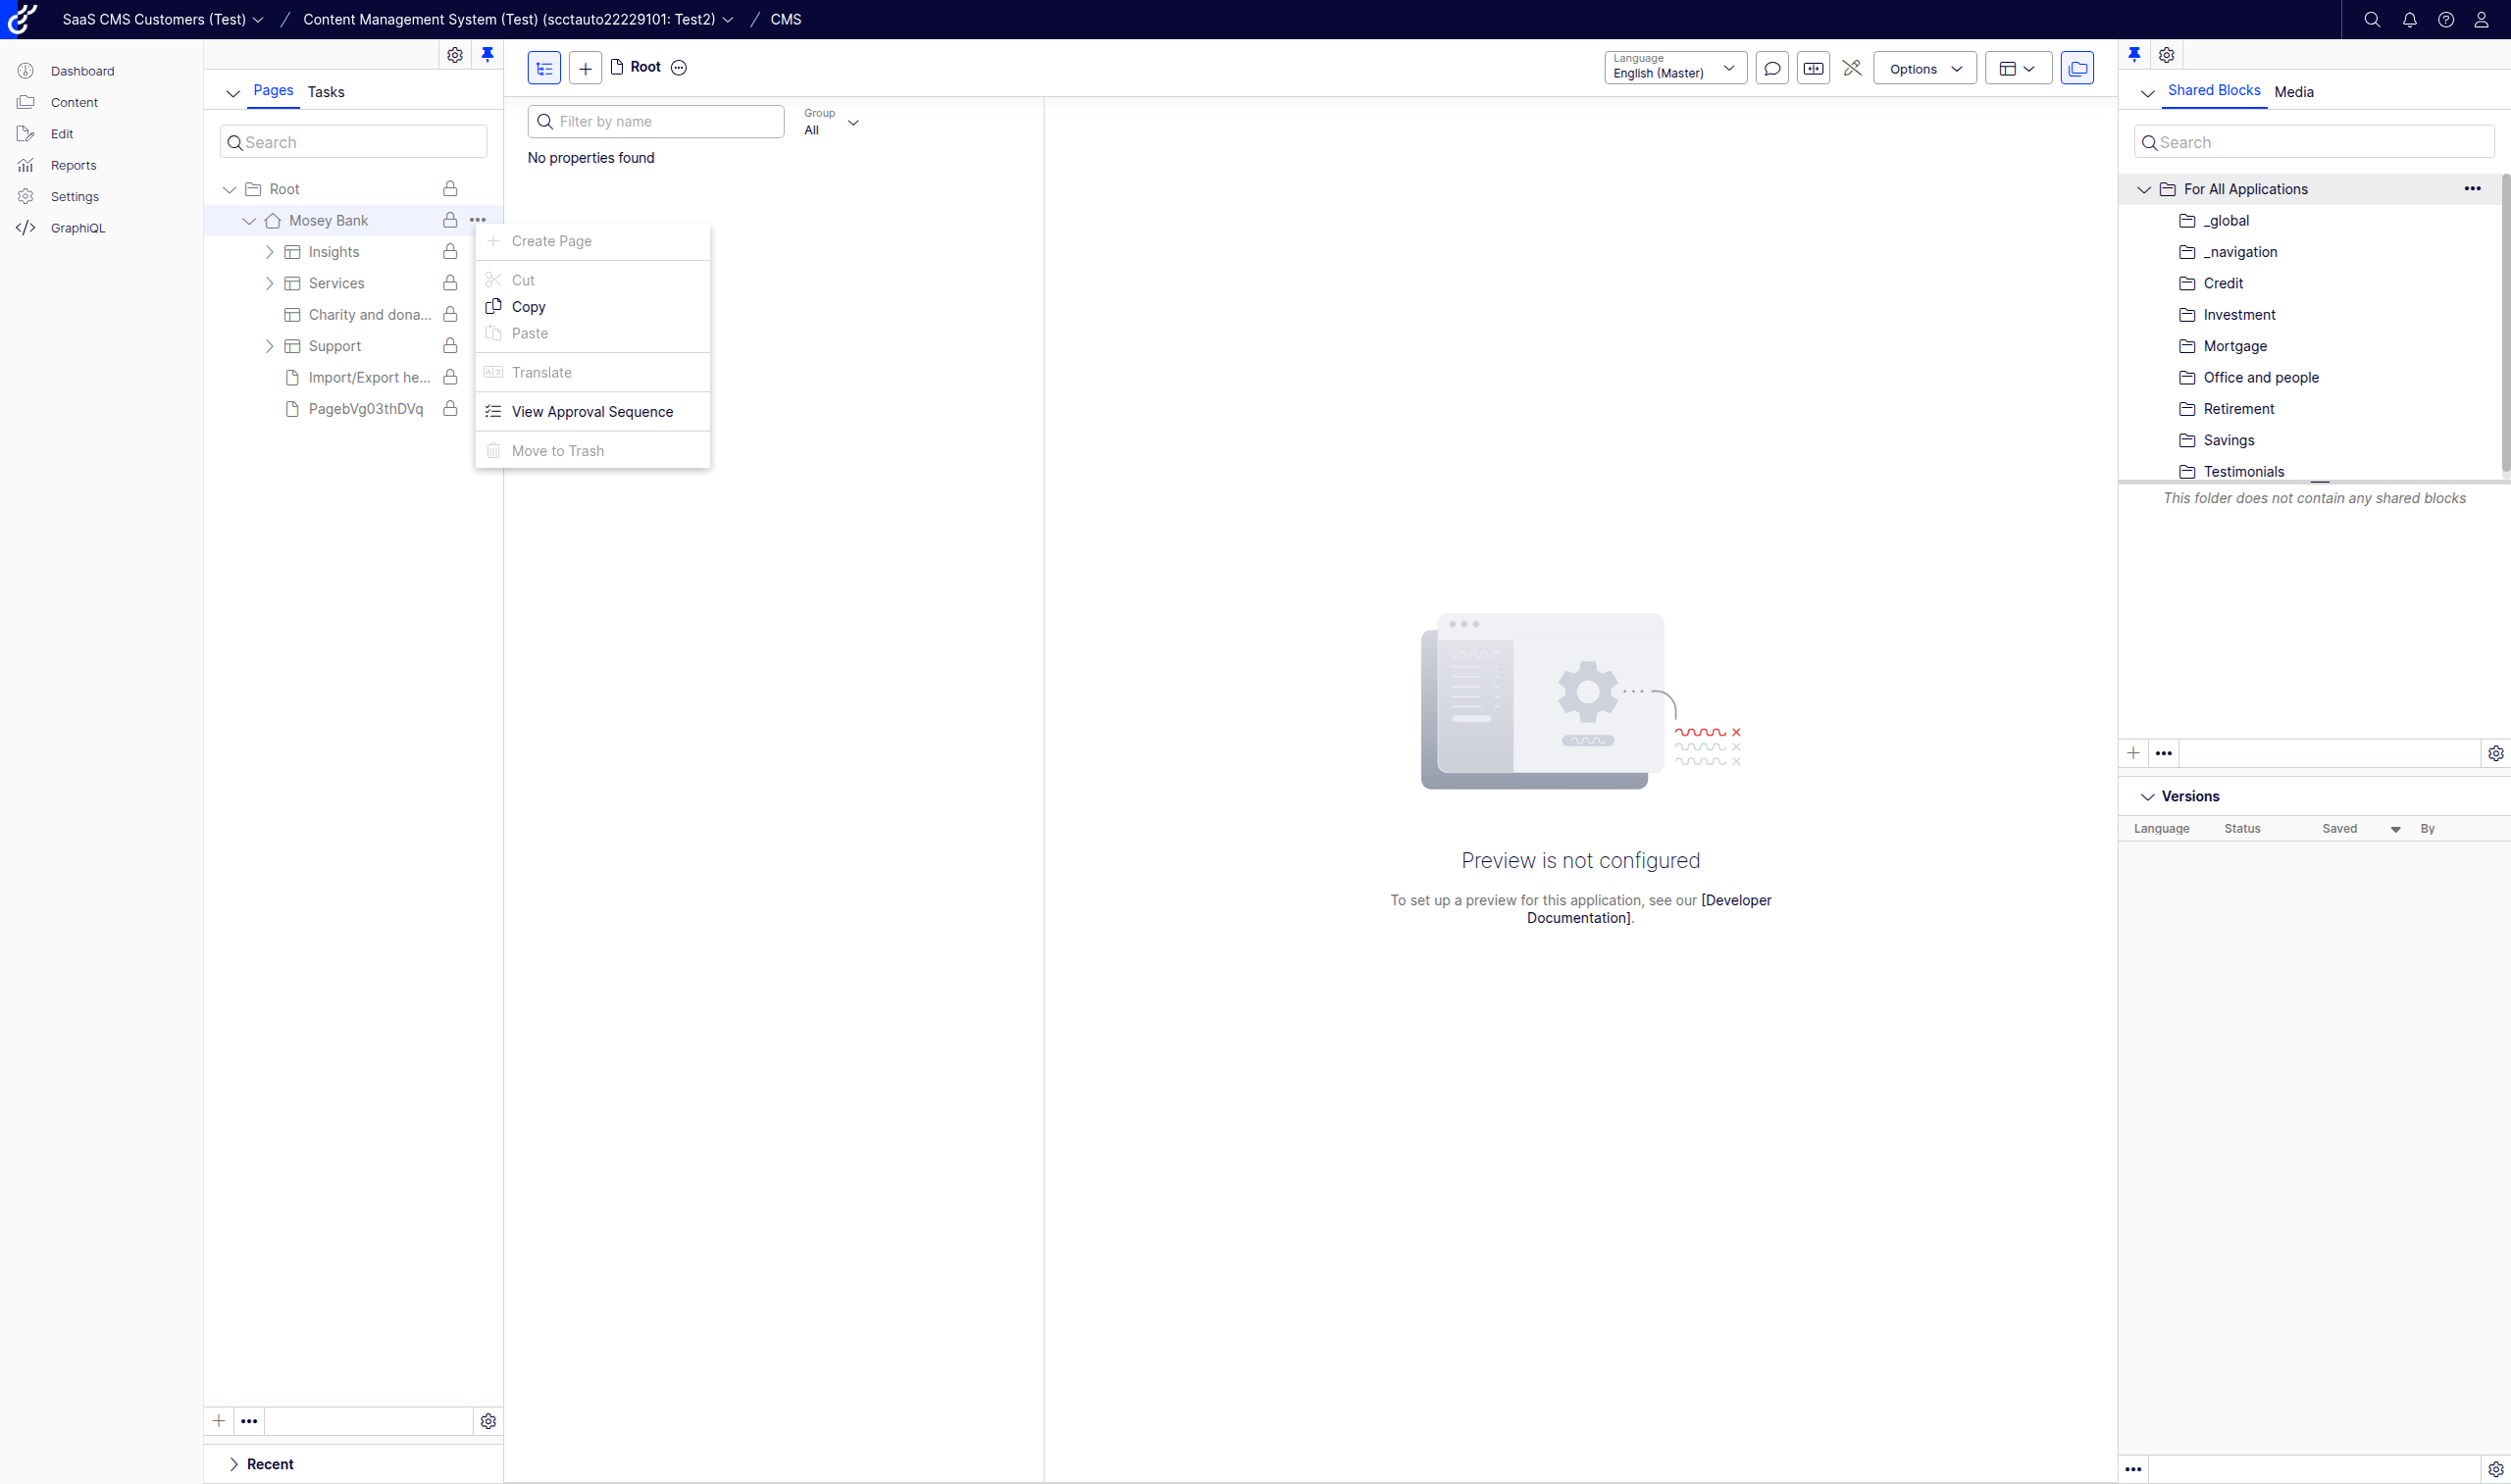 SaaS CMS Customers (Test) / Content Management System (Test) (scctauto22229101: Test2) / CMS
Dashboard
Content
Edit
Reports
Settings
GraphiQL
Pages Tasks
Search
Root
Mosey Bank
Insights
Services
Charity and dona...
Support
Import/Export he...
PagebVg03thDVq
Recent
Create Page
Cut
Copy
Paste
Translate
View Approval Sequence
Move to Trash
Root
Language
English (Master)
Options
Filter by name
Group
All
No properties found
Preview is not configured
To set up a preview for this application, see our [Developer
Documentation].
Shared Blocks Media
Search
For All Applications
_global
_navigation
Credit
Investment
Mortgage
Office and people
Retirement
Savings
Testimonials
This folder does not contain any shared blocks
Versions
Language Status Saved By